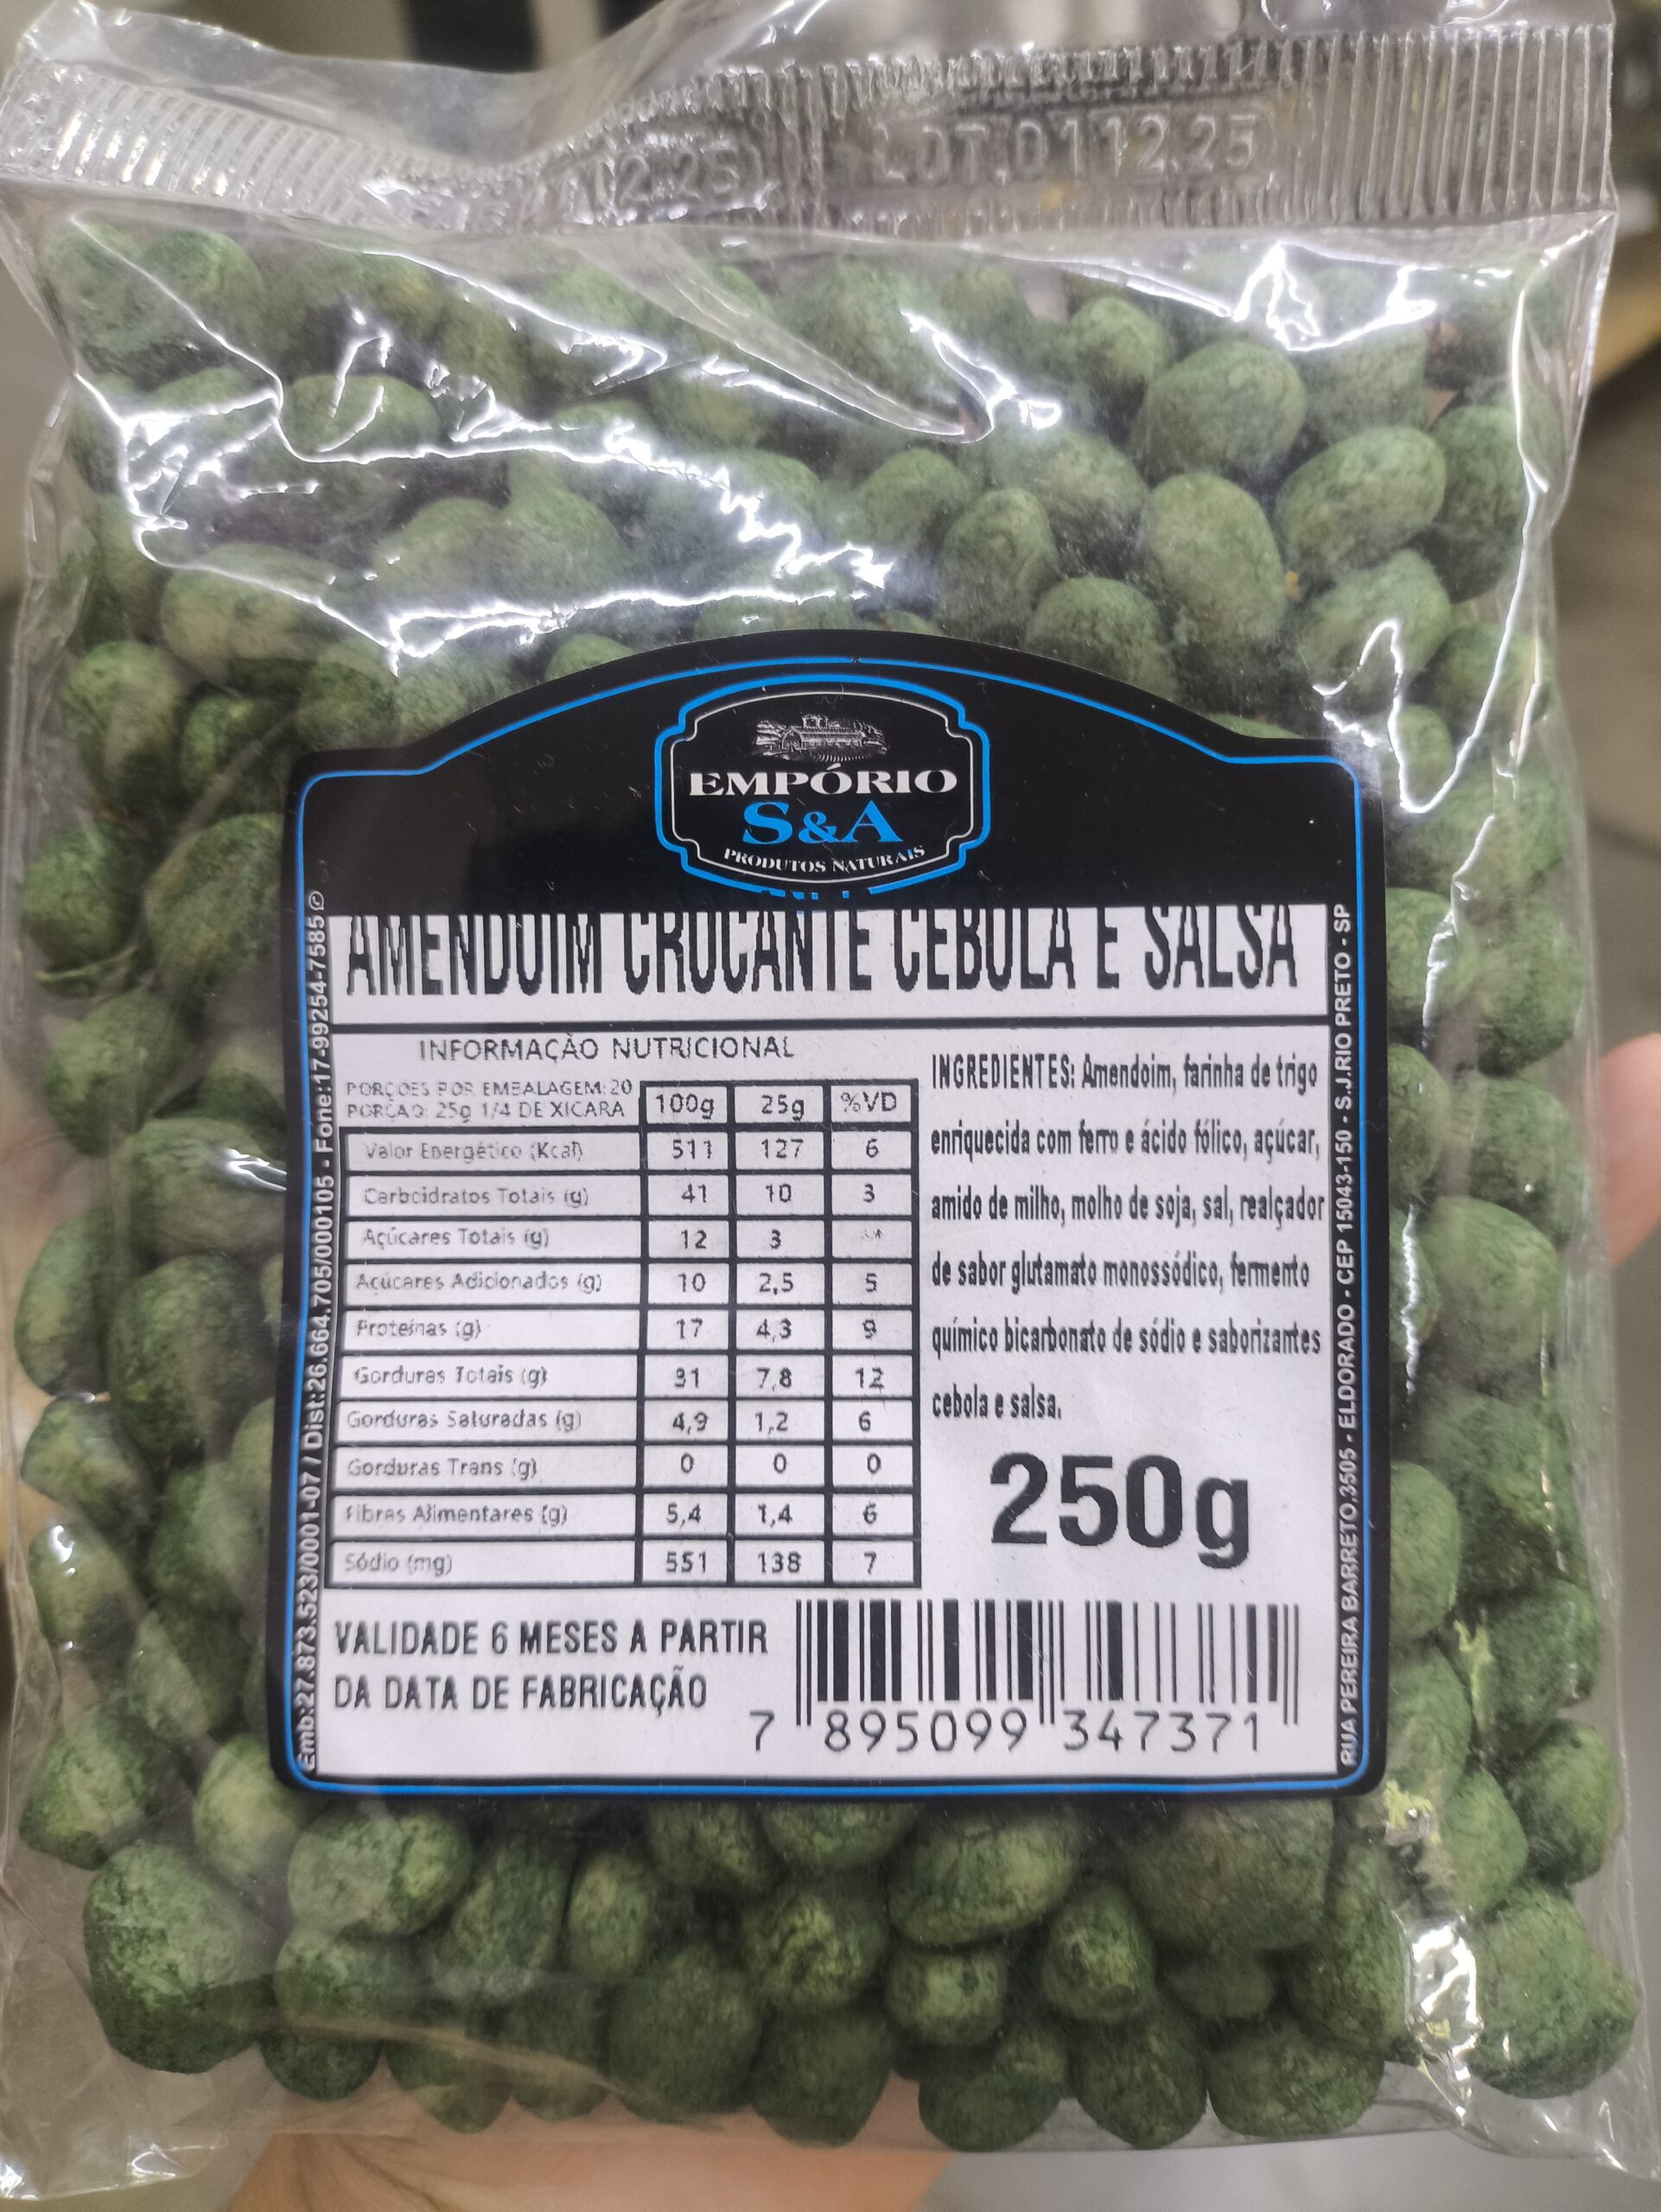 12.25)
LOT.011225
EMPÓRIO
S&A
PRODUTOS NATURAIS
AMENDOIM CROCANTE CEBOLA E SALSA
INFORMAÇÃO NUTRICIONAL
PORÇOES POR EMBALAGEM: 20
PORÇAO: 25g 1/4 DE XICARA
100g 25g %VD
Valor Energético (Kcal) 511 127 6
Carboidratos Totais (g) 41 10 3
Açúcares Totais (g) 12 3 **
Açúcares Adicionados (g) 10 2,5 5
Proteínas (g) 17 4,3 9
Gorduras Totais (g) 31 7,8 12
Gorduras Saturadas (g) 4,9 1,2 6
Gorduras Trans (g) 0 0 0
Fibras Alimentares (g) 5,4 1,4 6
Sódio (mg) 551 138 7
INGREDIENTES: Amendoim, farinha de trigo
enriquecida com ferro e ácido fólico, açúcar,
amido de milho, molho de soja, sal, realçador
de sabor glutamato monossódico, fermento
químico bicarbonato de sódio e saborizantes
cebola e salsa.
250g
VALIDADE 6 MESES A PARTIR
DA DATA DE FABRICAÇÃO
7 895099 347371
Emb:27.873.523/0001-07 / Dist:26.664.705/000105 - Fone:17-99254-7585
RUA PEREIRA BARRETO,3505 - ELDORADO - CEP 15043-150 - S.J.RIO PRETO - SP